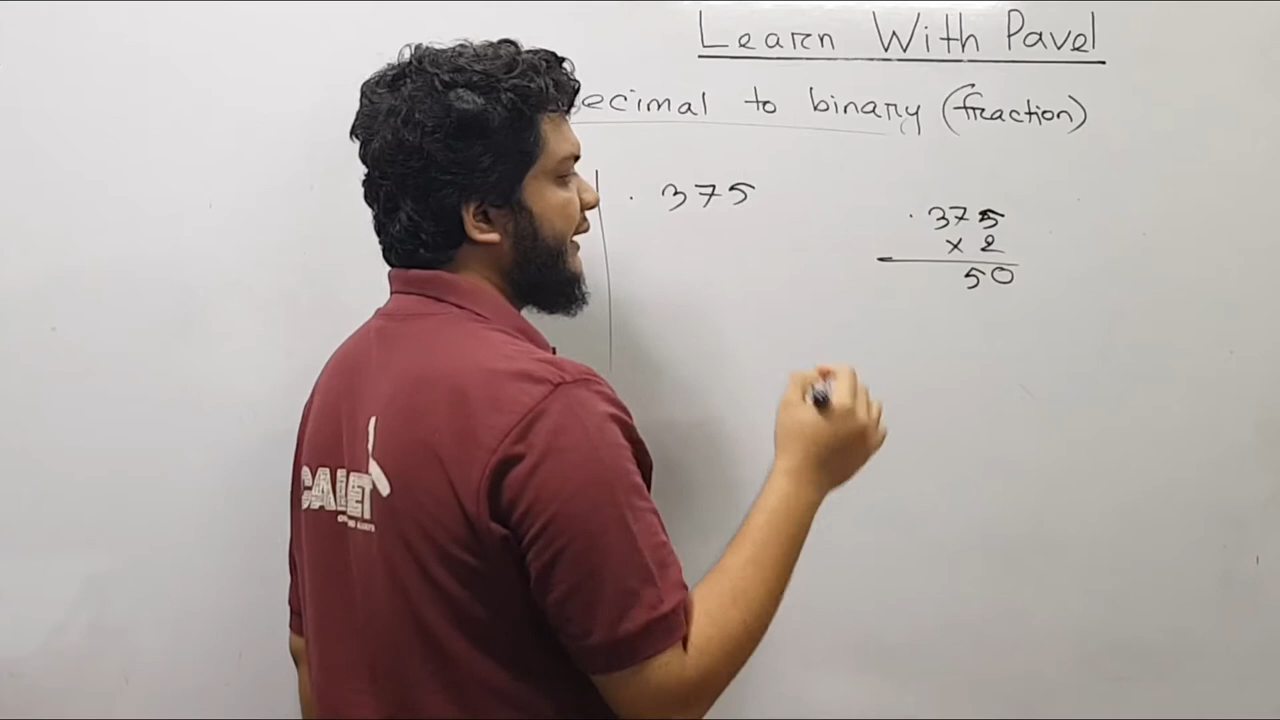 Learn With Pavel
ecimal to binary (fraction)
. 375
. 375
x 2
50